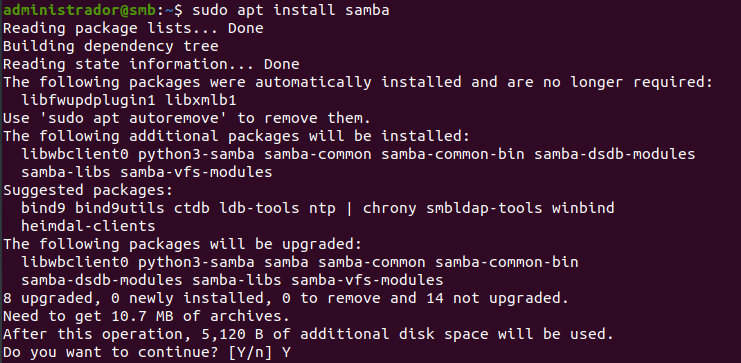 administrador@smb:~$ sudo apt install samba
Reading package lists... Done
Building dependency tree
Reading state information... Done
The following packages were automatically installed and are no longer required:
  libfwupdplugin1 libxmlb1
Use 'sudo apt autoremove' to remove them.
The following additional packages will be installed:
  libwbclient0 python3-samba samba-common samba-common-bin samba-dsdb-modules
  samba-libs samba-vfs-modules
Suggested packages:
  bind9 bind9utils ctdb ldb-tools ntp | chrony smbldap-tools winbind
  heimdal-clients
The following packages will be upgraded:
  libwbclient0 python3-samba samba samba-common samba-common-bin
  samba-dsdb-modules samba-libs samba-vfs-modules
8 upgraded, 0 newly installed, 0 to remove and 14 not upgraded.
Need to get 10.7 MB of archives.
After this operation, 5,120 B of additional disk space will be used.
Do you want to continue? [Y/n] Y